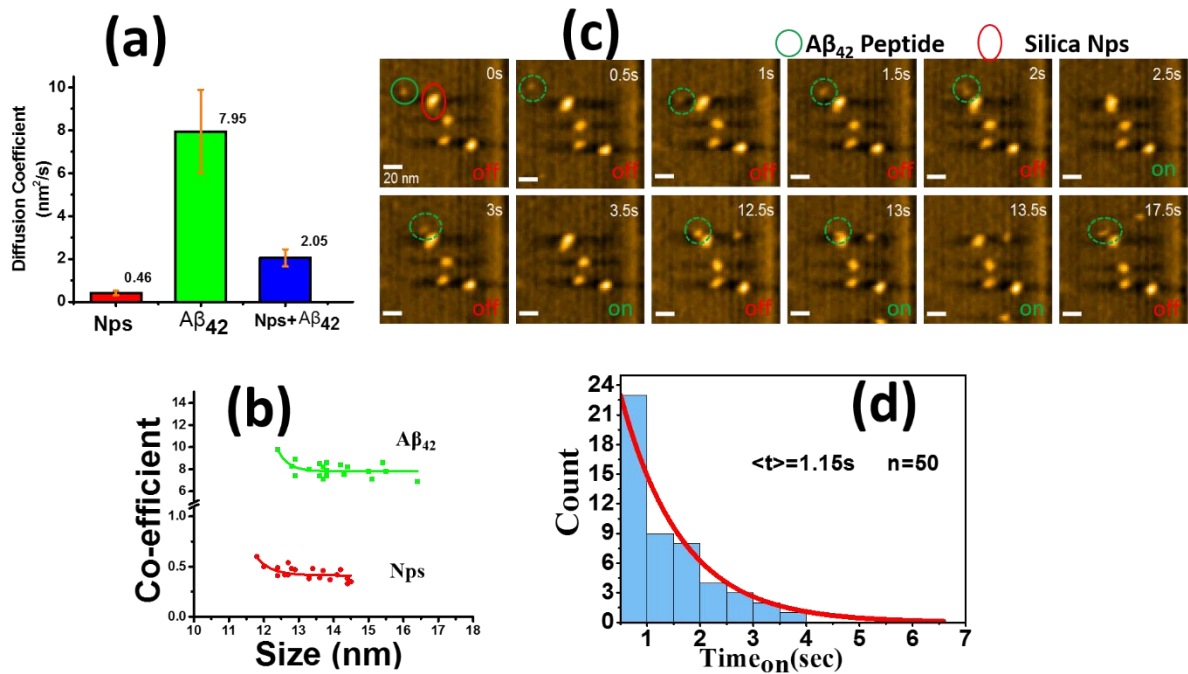 (a)
Diffusion Coefficient
(nm²/s)
10
8
6
4
2
0
0.46
7.95
2.05
Nps
Aβ₄₂
Nps+Aβ₄₂
(c)
Aβ₄₂ Peptide
Silica Nps
0s
20 nm
off
0.5s
off
1s
off
1.5s
off
2s
off
2.5s
on
3s
off
3.5s
on
12.5s
off
13s
on
13.5s
on
17.5s
off
(b)
Co-efficient
14
12
10
8
6
1.0
0.5
0.0
Aβ₄₂
Nps
10 11 12 13 14 15 16 17 18
Size (nm)
(d)
Count
24
21
18
15
12
9
6
3
0
<t>=1.15s n=50
1 2 3 4 5 6 7
Timeₒₙ(sec)